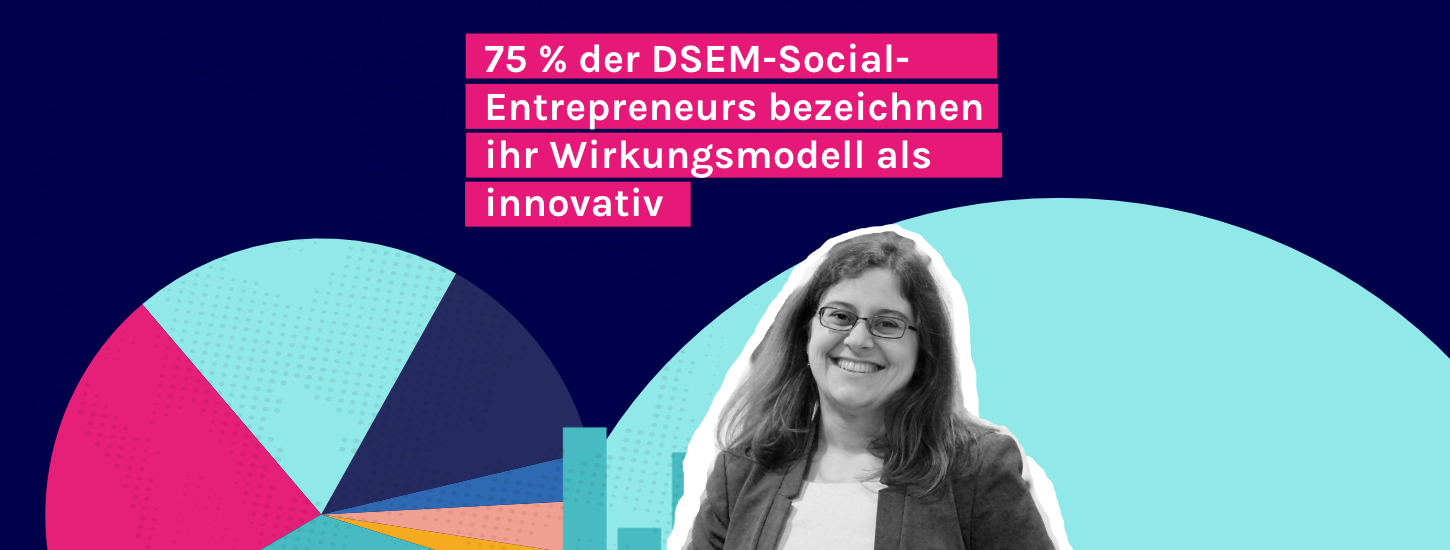 75 % der DSEM-Social-
Entrepreneurs bezeichnen
ihr Wirkungsmodell als
innovativ